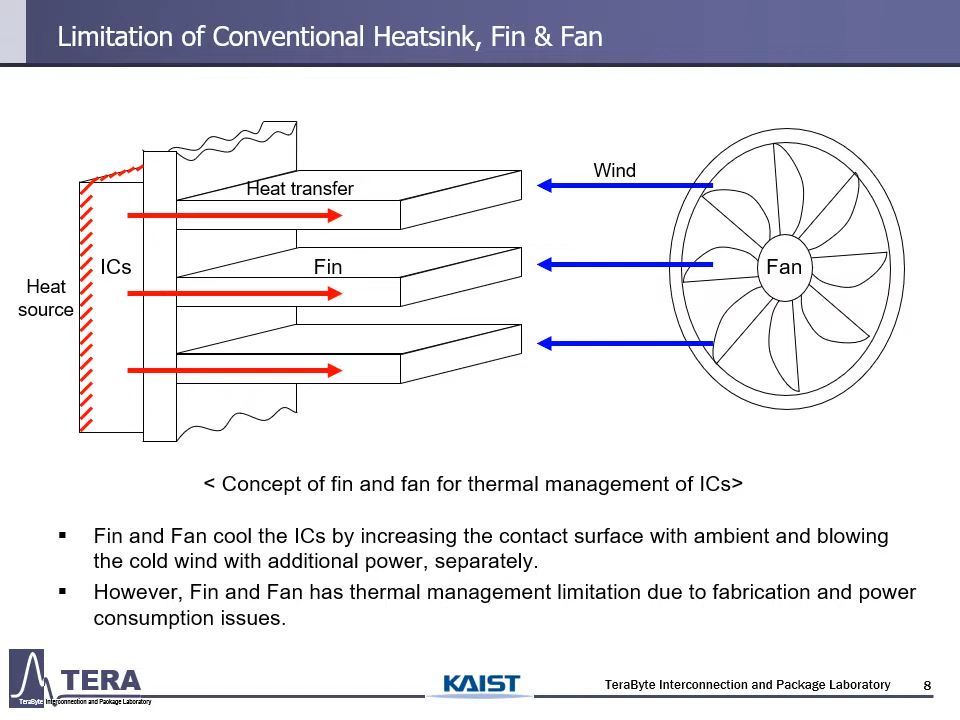 Limitation of Conventional Heatsink, Fin & Fan
Heat transfer
Wind
ICs
Fin
Fan
Heat
source
< Concept of fin and fan for thermal management of ICs>
▪ Fin and Fan cool the ICs by increasing the contact surface with ambient and blowing
the cold wind with additional power, separately.
▪ However, Fin and Fan has thermal management limitation due to fabrication and power
consumption issues.
TERA
TeraByte Interconnection and Package Laboratory
KAIST
TeraByte Interconnection and Package Laboratory
8